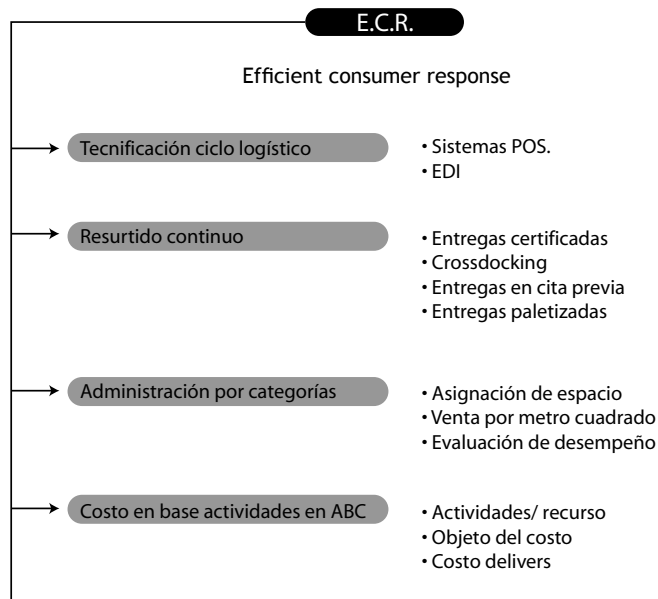 E.C.R.
Efficient consumer response
Tecnificación ciclo logístico
• Sistemas POS.
• EDI
Resurtido continuo
• Entregas certificadas
• Crossdocking
• Entregas en cita previa
• Entregas paletizadas
Administración por categorías
• Asignación de espacio
• Venta por metro cuadrado
• Evaluación de desempeño
Costo en base actividades en ABC
• Actividades/ recurso
• Objeto del costo
• Costo delivers